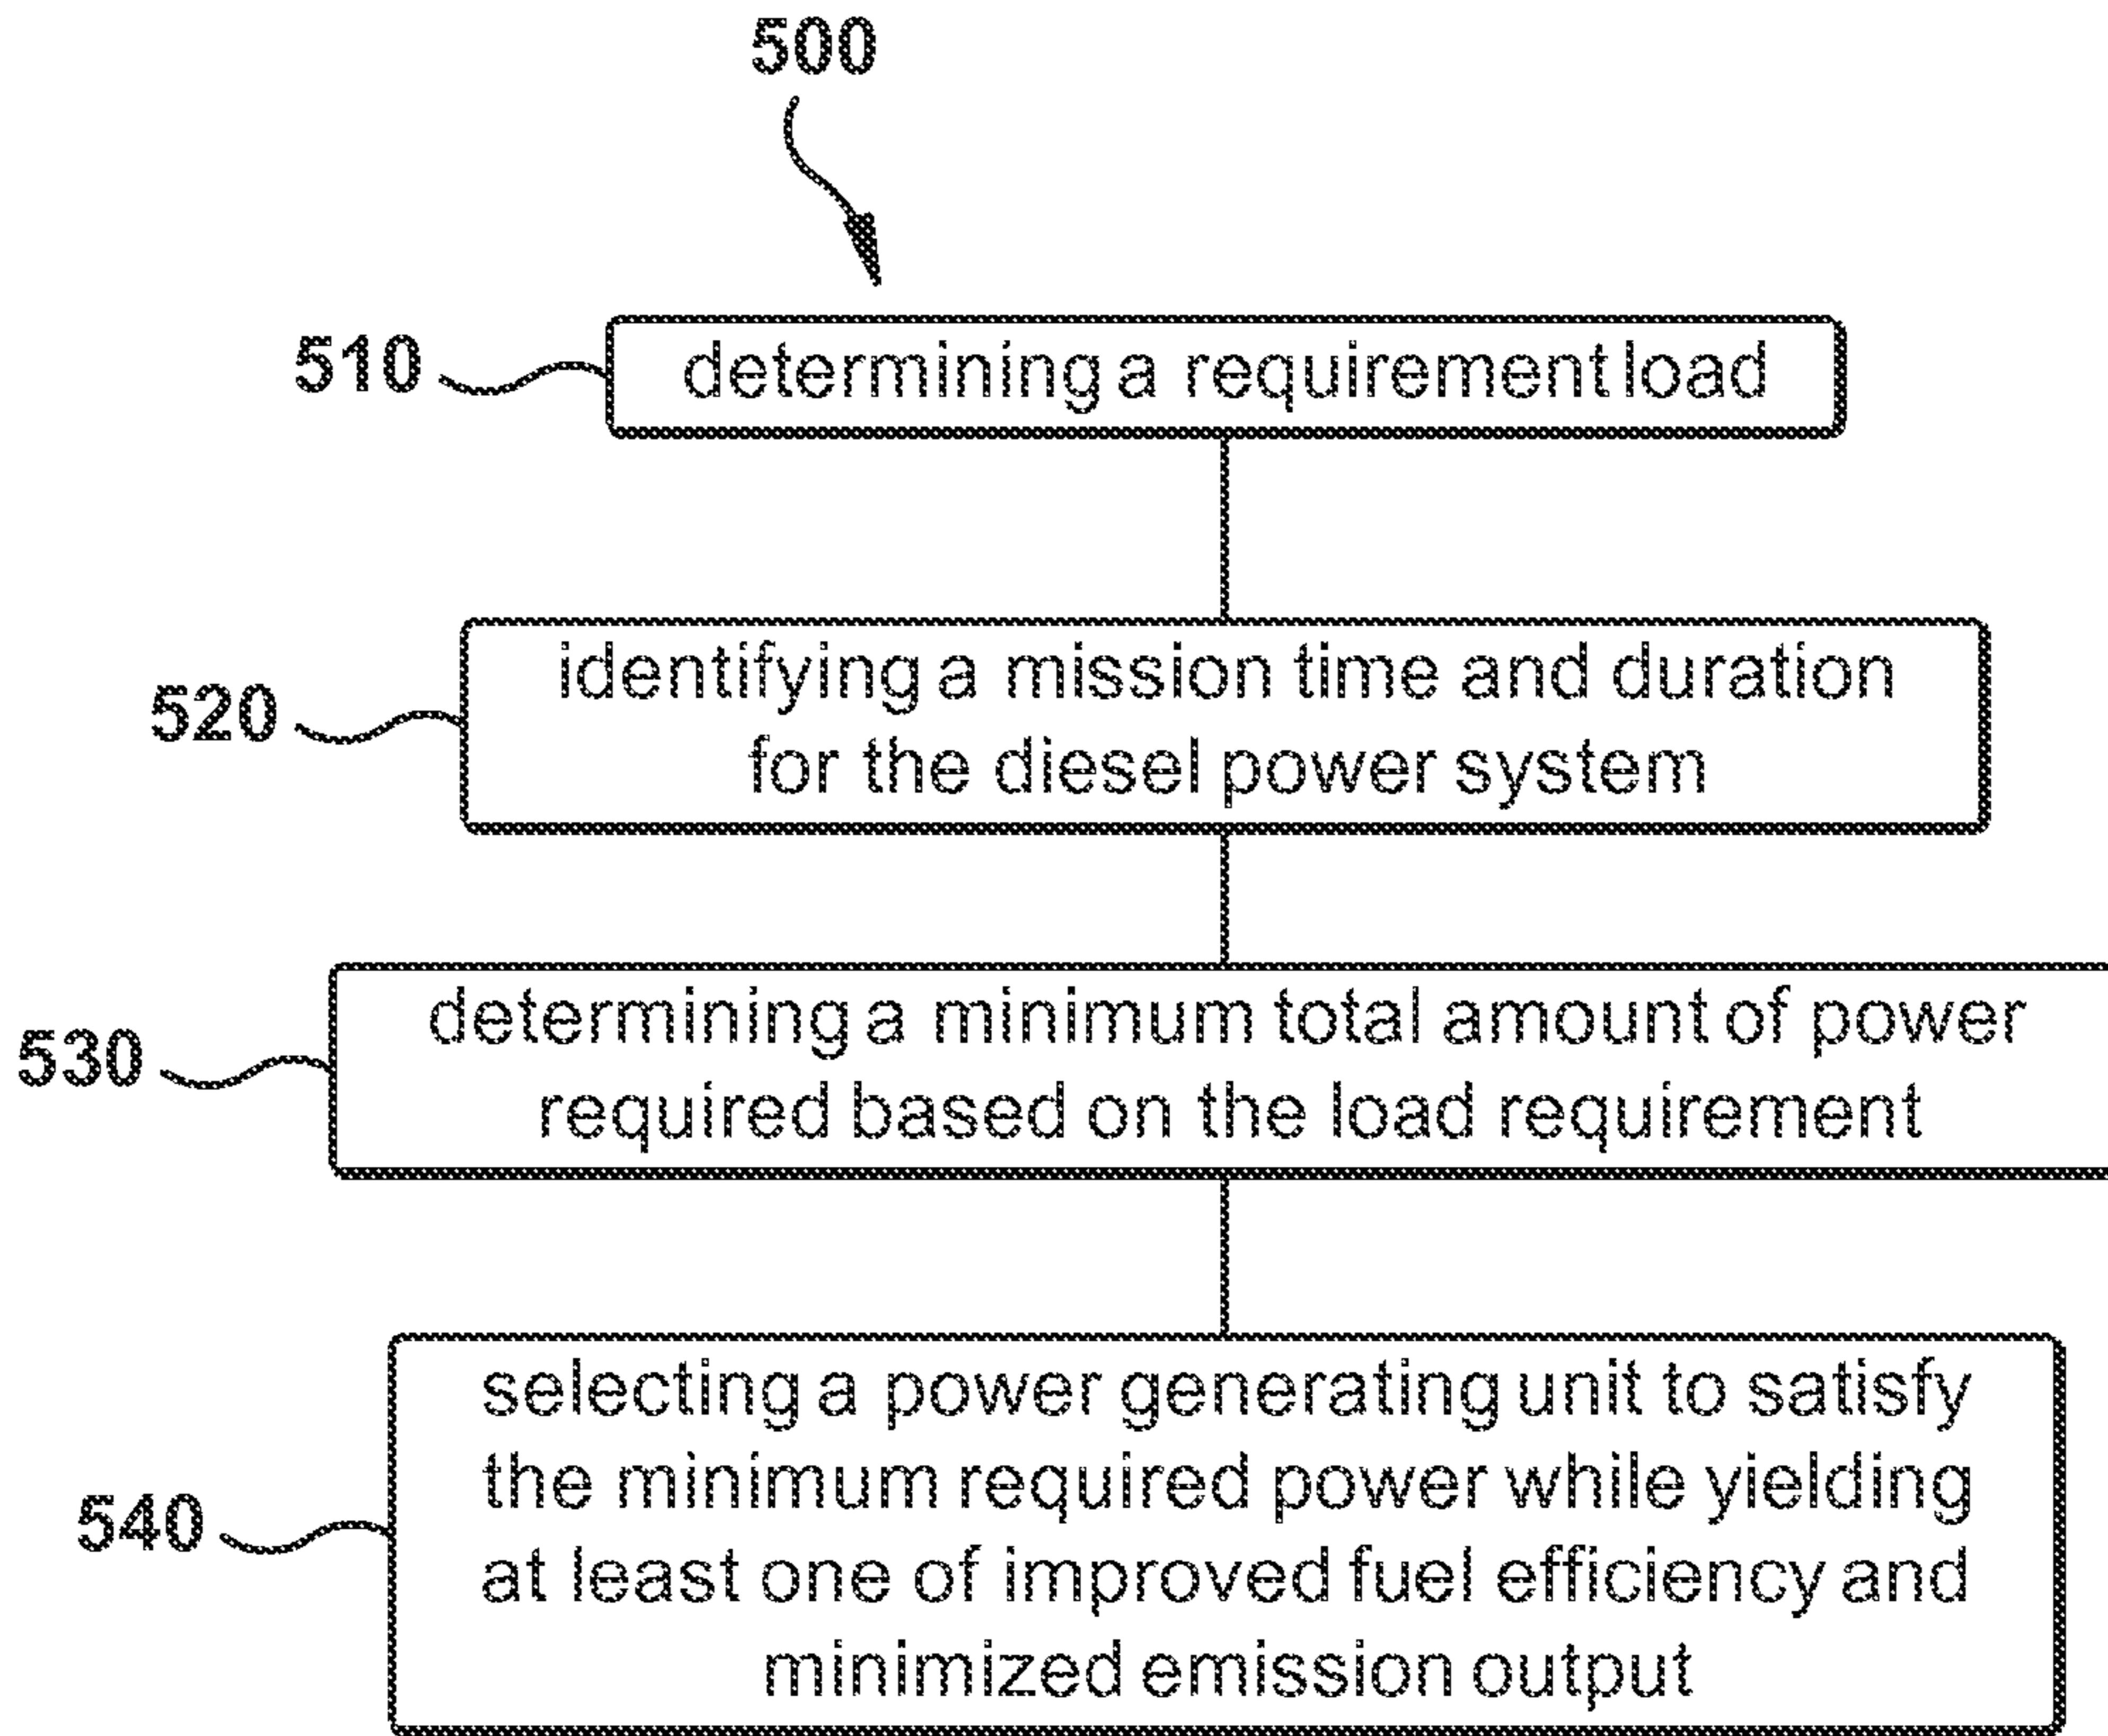 500
510
determining a requirement load
520
identifying a mission time and duration
for the diesel power system
530
determining a minimum total amount of power
required based on the load requirement
540
selecting a power generating unit to satisfy
the minimum required power while yielding
at least one of improved fuel efficiency and
minimized emission output